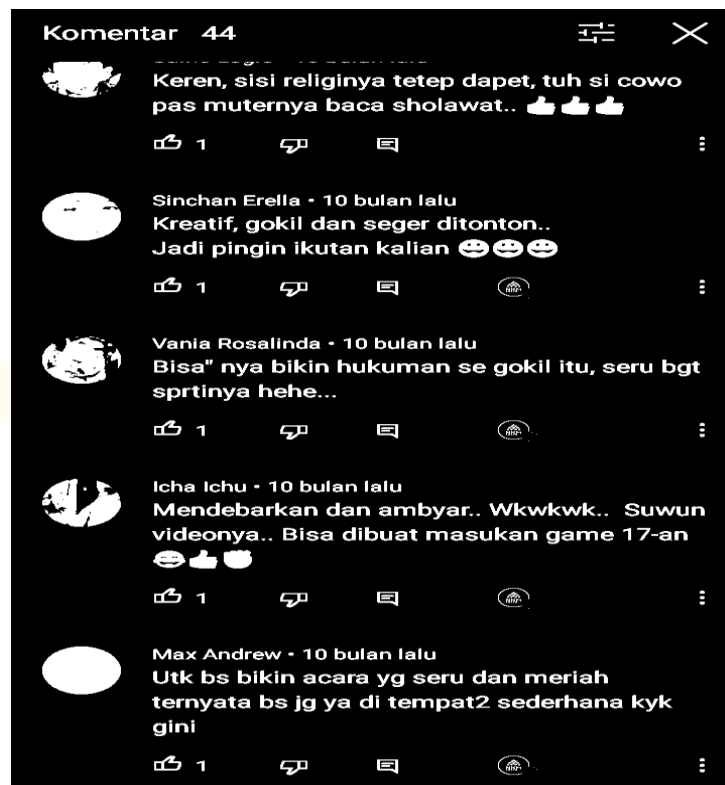 Komentar 44
10 bulan lalu
Keren, sisi religinya tetep dapet, tuh si cowo
pas muternya baca sholawat.. 👍👍👍
1
Sinchan Erella • 10 bulan lalu
Kreatif, gokil dan seger ditonton..
Jadi pingin ikutan kalian 😀😀😀
1
Vania Rosalinda • 10 bulan lalu
Bisa" nya bikin hukuman se gokil itu, seru bgt
sprtinya hehe...
1
Icha Ichu • 10 bulan lalu
Mendebarkan dan ambyar.. Wkwkwk.. Suwun
videonya.. Bisa dibuat masukan game 17-an
😂👍✊
1
Max Andrew • 10 bulan lalu
Utk bs bikin acara yg seru dan meriah
ternyata bs jg ya di tempat2 sederhana kyk
gini
1